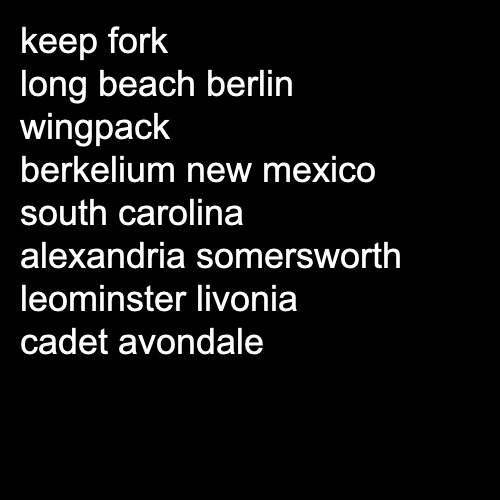 keep fork
long beach berlin
wingpack
berkelium new mexico
south carolina
alexandria somersworth
leominster livonia
cadet avondale